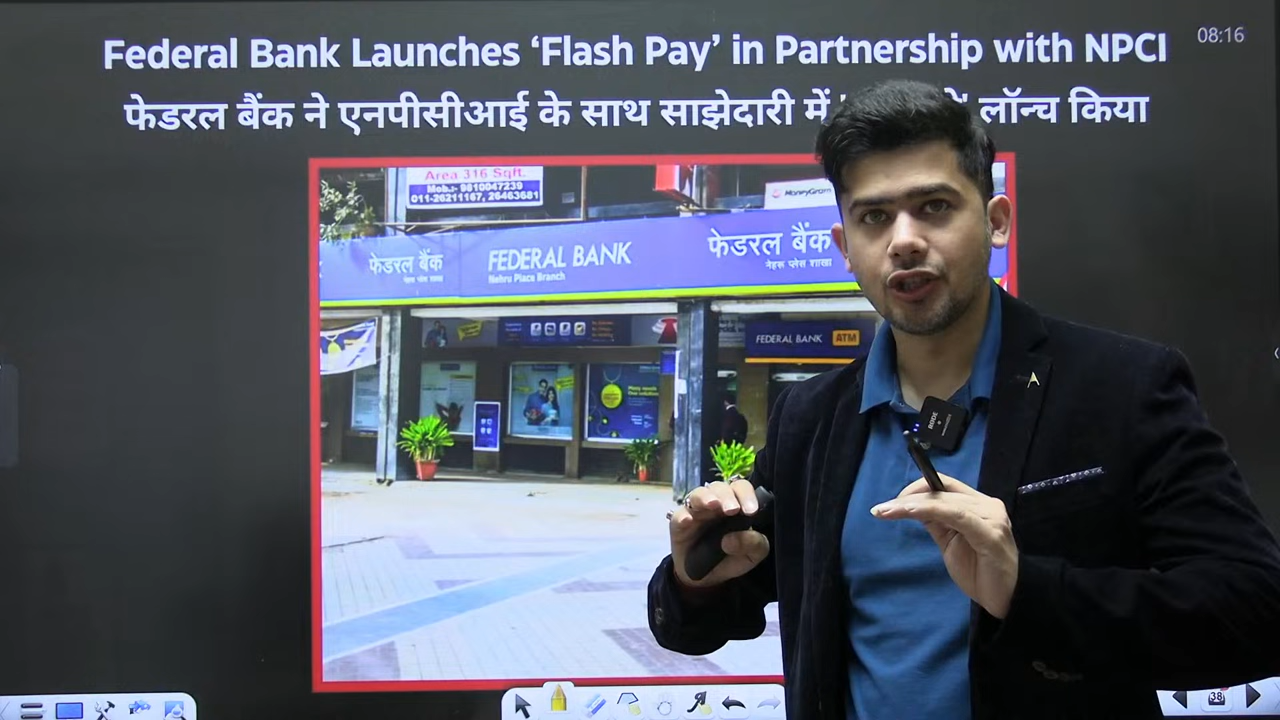 Federal Bank Launches ‘Flash Pay’ in Partnership with NPCI
08:16
फेडरल बैंक ने एनपीसीआई के साथ साझेदारी में लॉन्च किया
Area 316 Sqft.
Mob.:- 9810047239
011-26211167, 26463681
MoneyGram
फेडरल बैंक
FEDERAL BANK
Nehru Place Branch
फेडरल बैंक
नेहरू प्लेस शाखा
FEDERAL BANK ATM
RODE
38